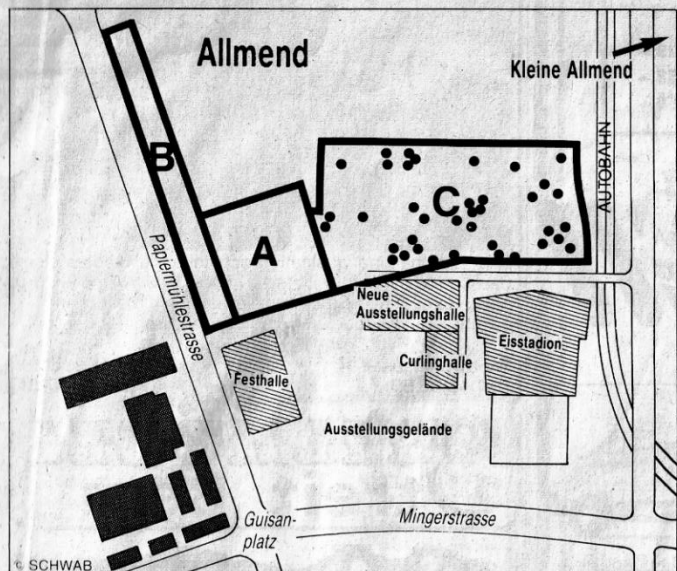 Allmend
Kleine Allmend
B
AUTOBAHN
C
A
Papiermühlestrasse
Neue
Ausstellungshalle
Eisstadion
Curlinghalle
Festhalle
Ausstellungsgelände
Guisan-
platz
Mingerstrasse
© SCHWAB